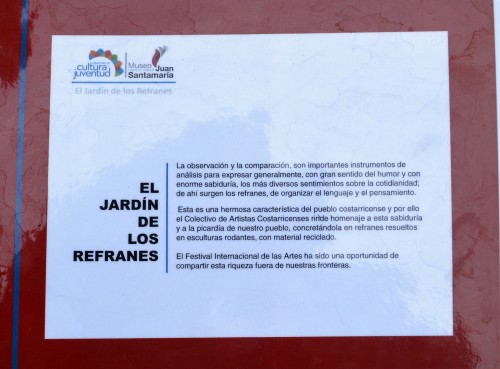 cultura
juventud
Museo
Juan
Santamaría
El Jardín de los Refranes
EL
JARDÍN
DE
LOS
REFRANES
La observación y la comparación, son importantes instrumentos de
análisis para expresar generalmente, con gran sentido del humor y con
enorme sabiduría, los más diversos sentimientos sobre la cotidianidad;
de ahí surgen los refranes, de organizar el lenguaje y el pensamiento.
Esta es una hermosa característica del pueblo costarricense y por ello
el Colectivo de Artistas Costarricenses rinde homenaje a esta sabiduría
y a la picardía de nuestro pueblo, concretándola en refranes resueltos
en esculturas rodantes, con material reciclado.
El Festival Internacional de las Artes ha sido una oportunidad de
compartir esta riqueza fuera de nuestras fronteras.